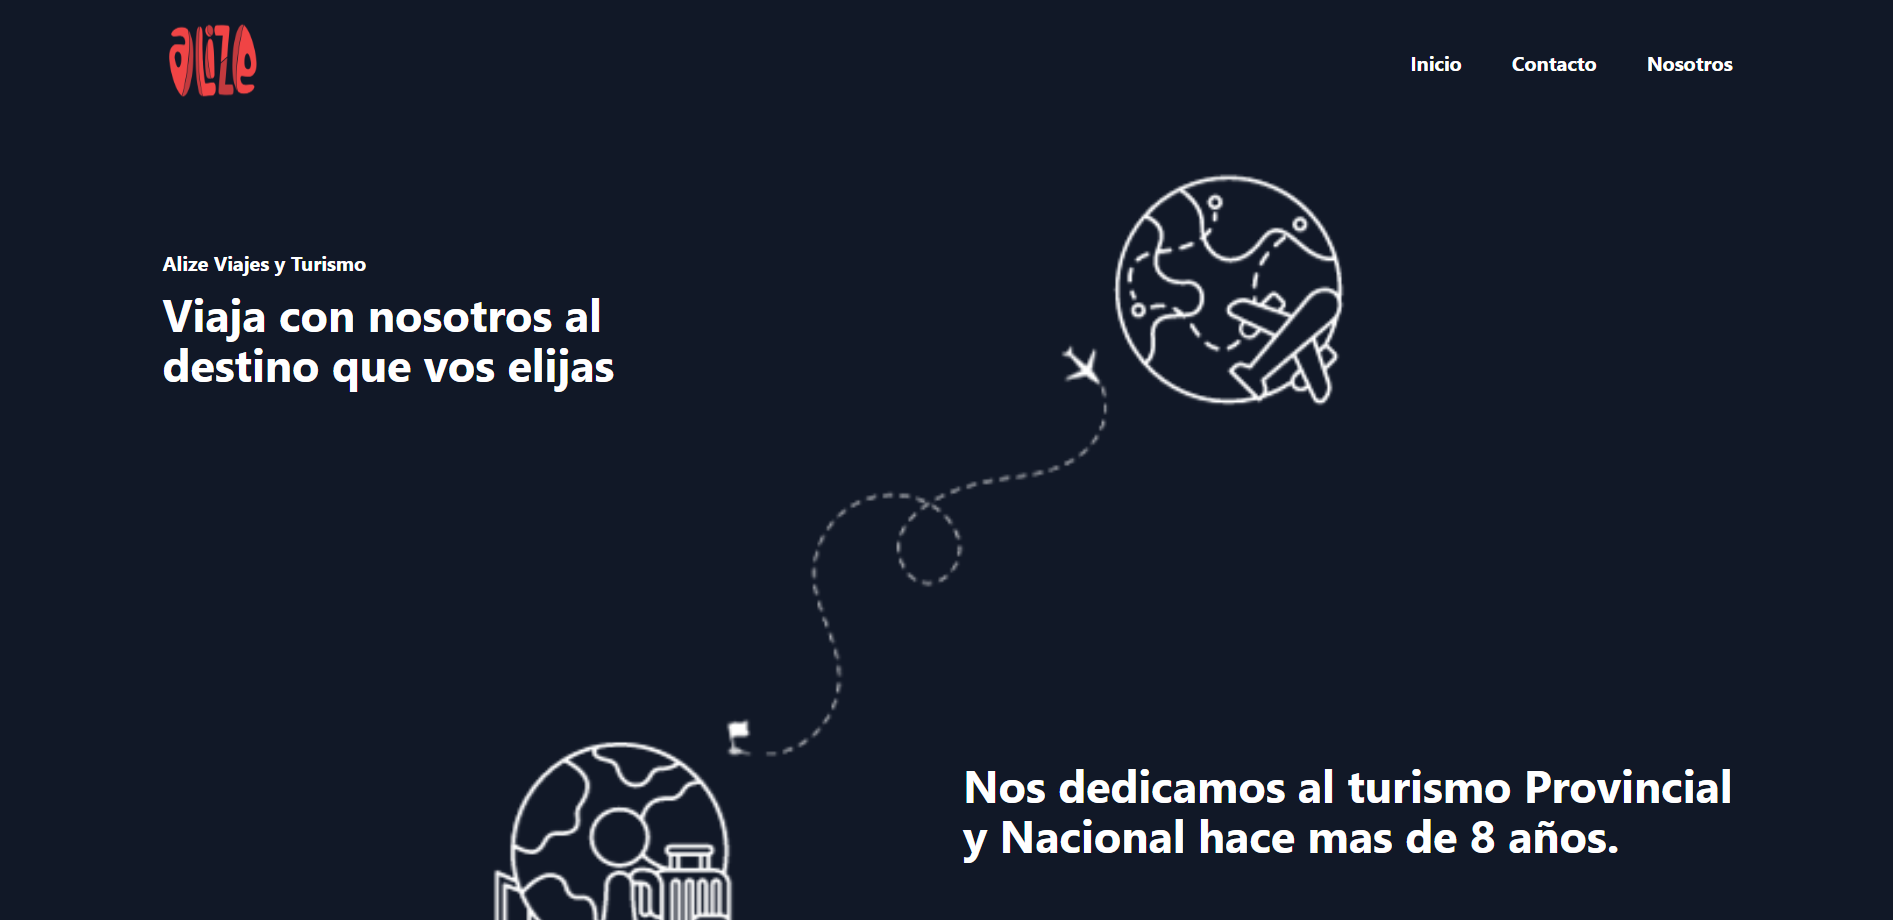 alize
Inicio Contacto Nosotros
Alize Viajes y Turismo
Viaja con nosotros al
destino que vos elijas
Nos dedicamos al turismo Provincial
y Nacional hace mas de 8 años.